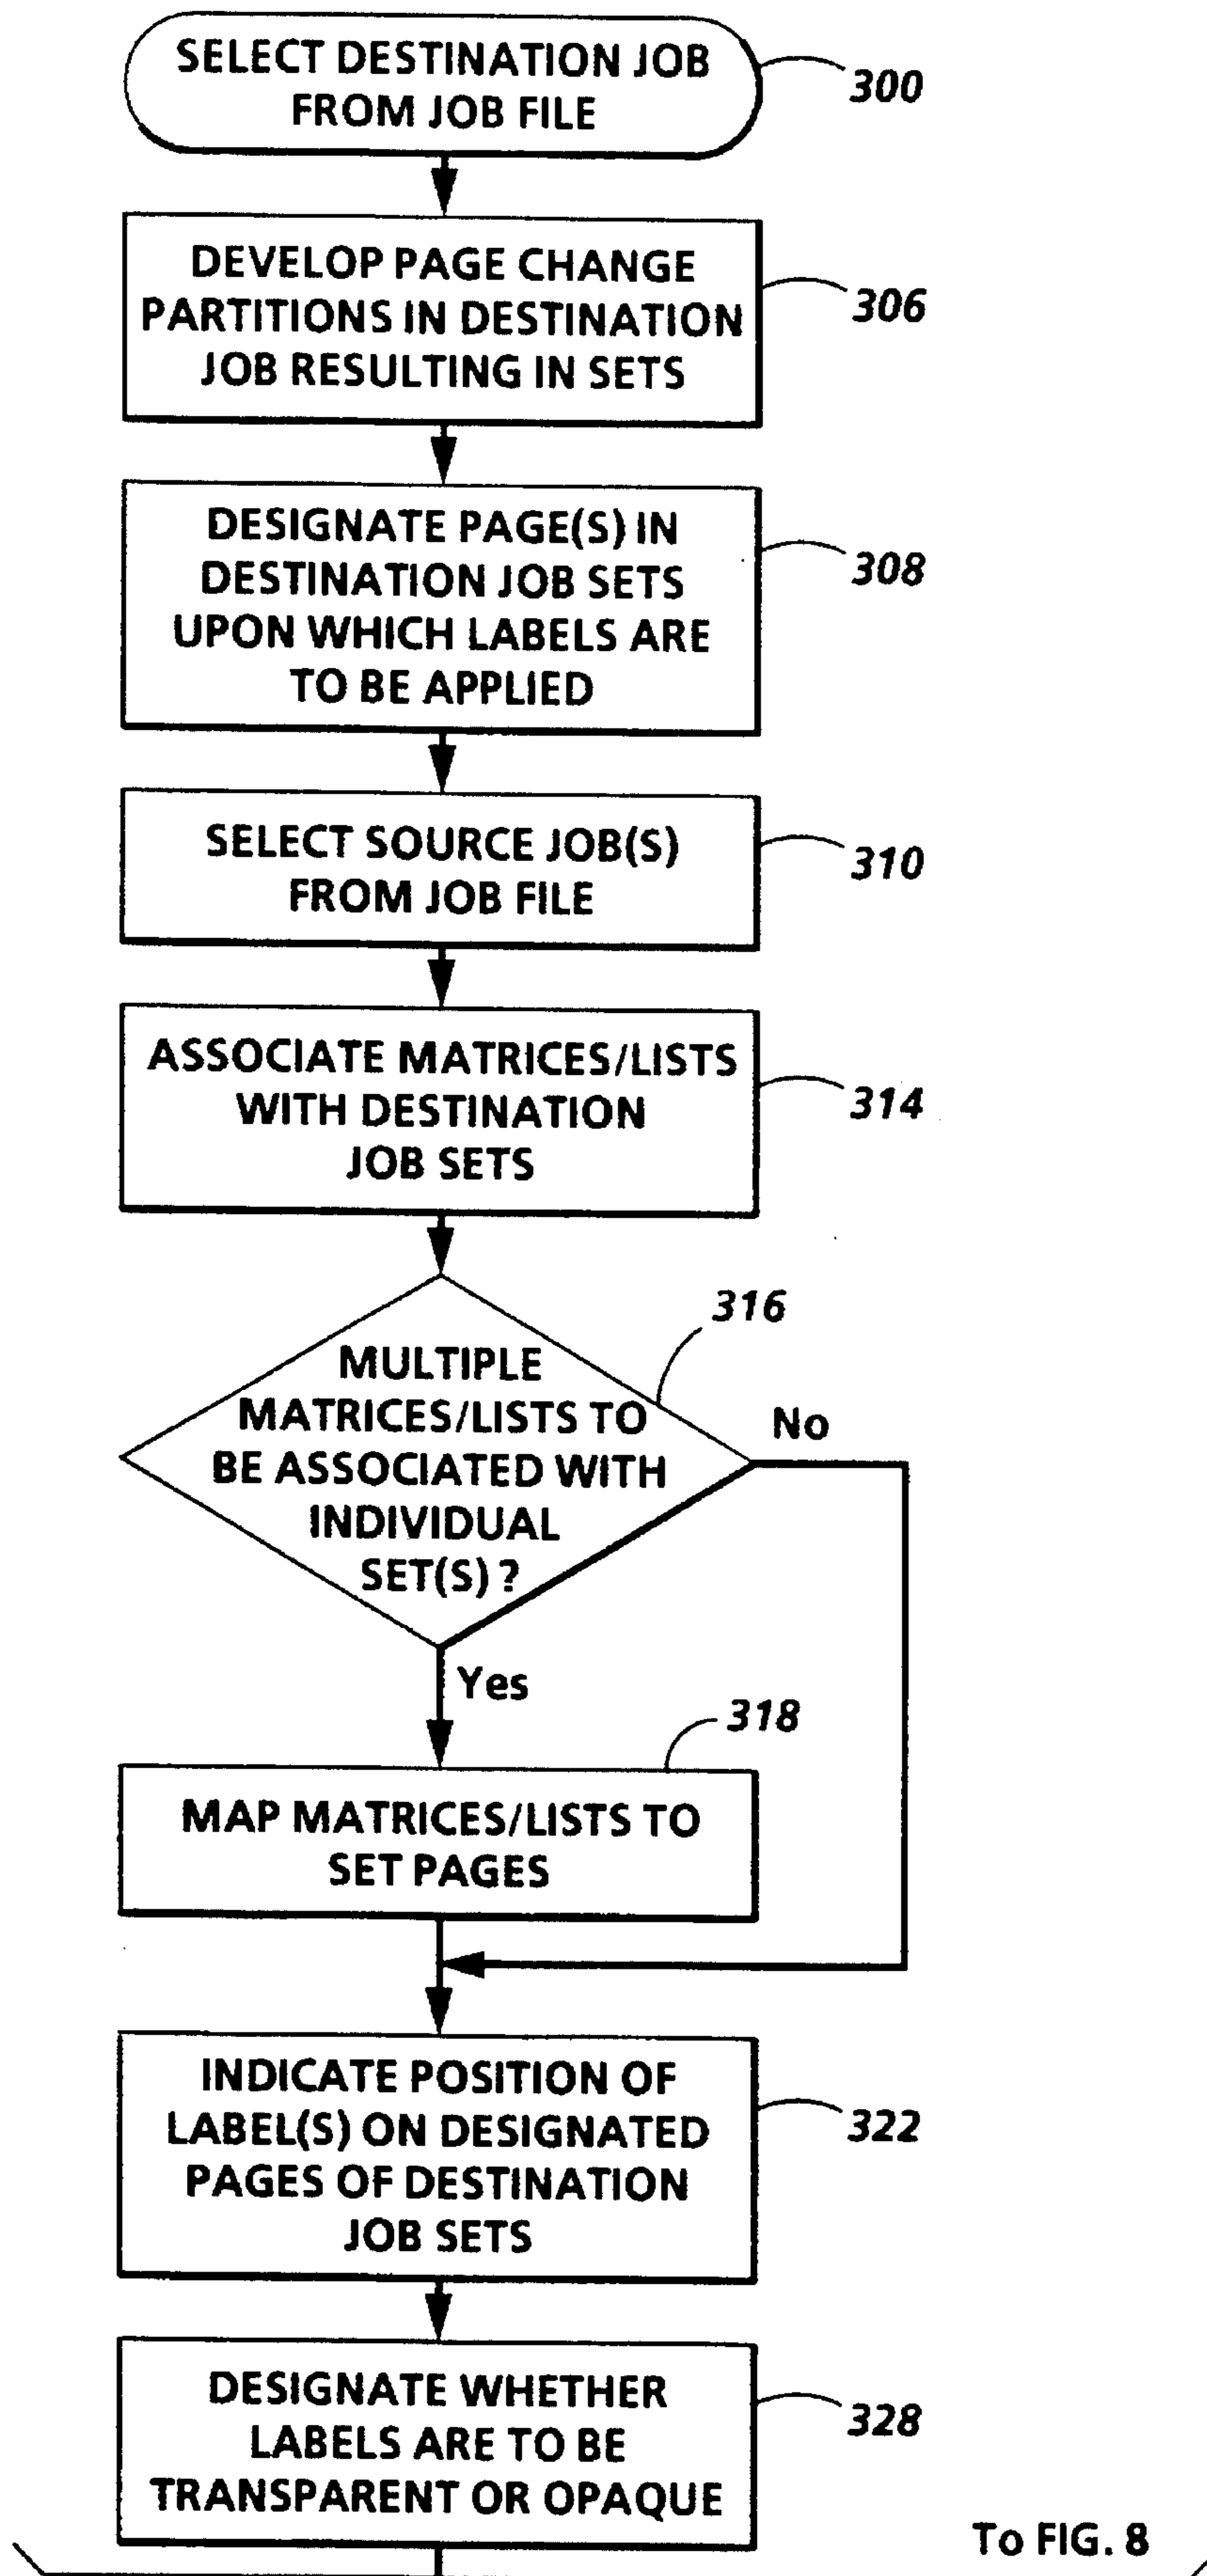 SELECT DESTINATION JOB
FROM JOB FILE
300
DEVELOP PAGE CHANGE
PARTITIONS IN DESTINATION
JOB RESULTING IN SETS
306
DESIGNATE PAGE(S) IN
DESTINATION JOB SETS
UPON WHICH LABELS ARE
TO BE APPLIED
308
SELECT SOURCE JOB(S)
FROM JOB FILE
310
ASSOCIATE MATRICES/LISTS
WITH DESTINATION
JOB SETS
314
316
MULTIPLE
MATRICES/LISTS TO
BE ASSOCIATED WITH
INDIVIDUAL
SET(S) ?
No
Yes
318
MAP MATRICES/LISTS TO
SET PAGES
INDICATE POSITION OF
LABEL(S) ON DESIGNATED
PAGES OF DESTINATION
JOB SETS
322
DESIGNATE WHETHER
LABELS ARE TO BE
TRANSPARENT OR OPAQUE
328
To FIG. 8